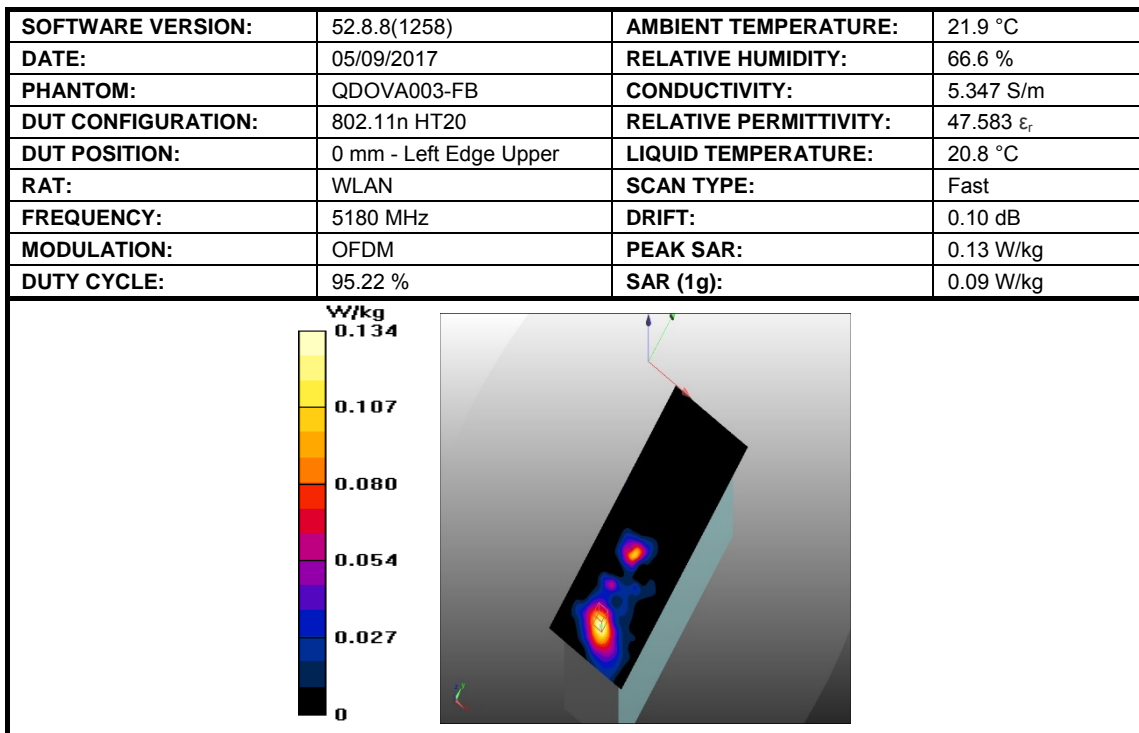 SOFTWARE VERSION: 52.8.8(1258) AMBIENT TEMPERATURE: 21.9 °C
DATE: 05/09/2017 RELATIVE HUMIDITY: 66.6 %
PHANTOM: QDOVA003-FB CONDUCTIVITY: 5.347 S/m
DUT CONFIGURATION: 802.11n HT20 RELATIVE PERMITTIVITY: 47.583 εr
DUT POSITION: 0 mm - Left Edge Upper LIQUID TEMPERATURE: 20.8 °C
RAT: WLAN SCAN TYPE: Fast
FREQUENCY: 5180 MHz DRIFT: 0.10 dB
MODULATION: OFDM PEAK SAR: 0.13 W/kg
DUTY CYCLE: 95.22 % SAR (1g): 0.09 W/kg
W/kg
0.134
0.107
0.080
0.054
0.027
0